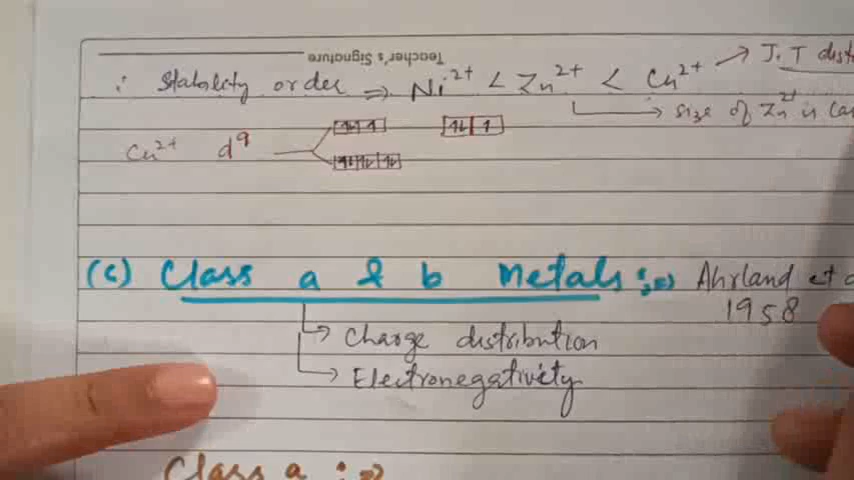 Teacher's Signature
∴ Stability order ⇒ Ni²⁺ < Zn²⁺ < Cu²⁺ → J.T dist
→ size of Zn²⁺ is
Cu²⁺ d⁹
(C) Class a & b Metals :⇒ Ahrland et
1958
→ Charge distribution
→ Electronegativity
Class a :⇒